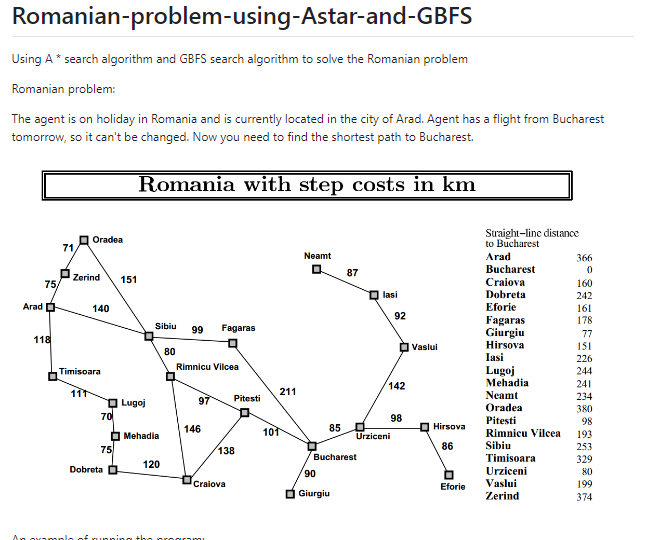 Romanian-problem-using-Astar-and-GBFS
Using A * search algorithm and GBFS search algorithm to solve the Romanian problem
Romanian problem:
The agent is on holiday in Romania and is currently located in the city of Arad. Agent has a flight from Bucharest
tomorrow, so it can't be changed. Now you need to find the shortest path to Bucharest.
Romania with step costs in km
Oradea
71
Zerind
75
151
Arad
140
118
Sibiu
99
Fagaras
80
Timisoara
Rimnicu Vilcea
111
Lugoj
97
Pitesti
211
70
Mehadia
146
101
75
138
Dobreta
120
Craiova
Neamt
87
Iasi
92
Vaslui
142
98
85
Urziceni
Hirsova
86
Bucharest
90
Giurgiu
Eforie
Straight-line distance
to Bucharest
Arad 366
Bucharest 0
Craiova 160
Dobreta 242
Eforie 161
Fagaras 178
Giurgiu 77
Hirsova 151
Iasi 226
Lugoj 244
Mehadia 241
Neamt 234
Oradea 380
Pitesti 98
Rimnicu Vilcea 193
Sibiu 253
Timisoara 329
Urziceni 80
Vaslui 199
Zerind 374
An example of running the program: